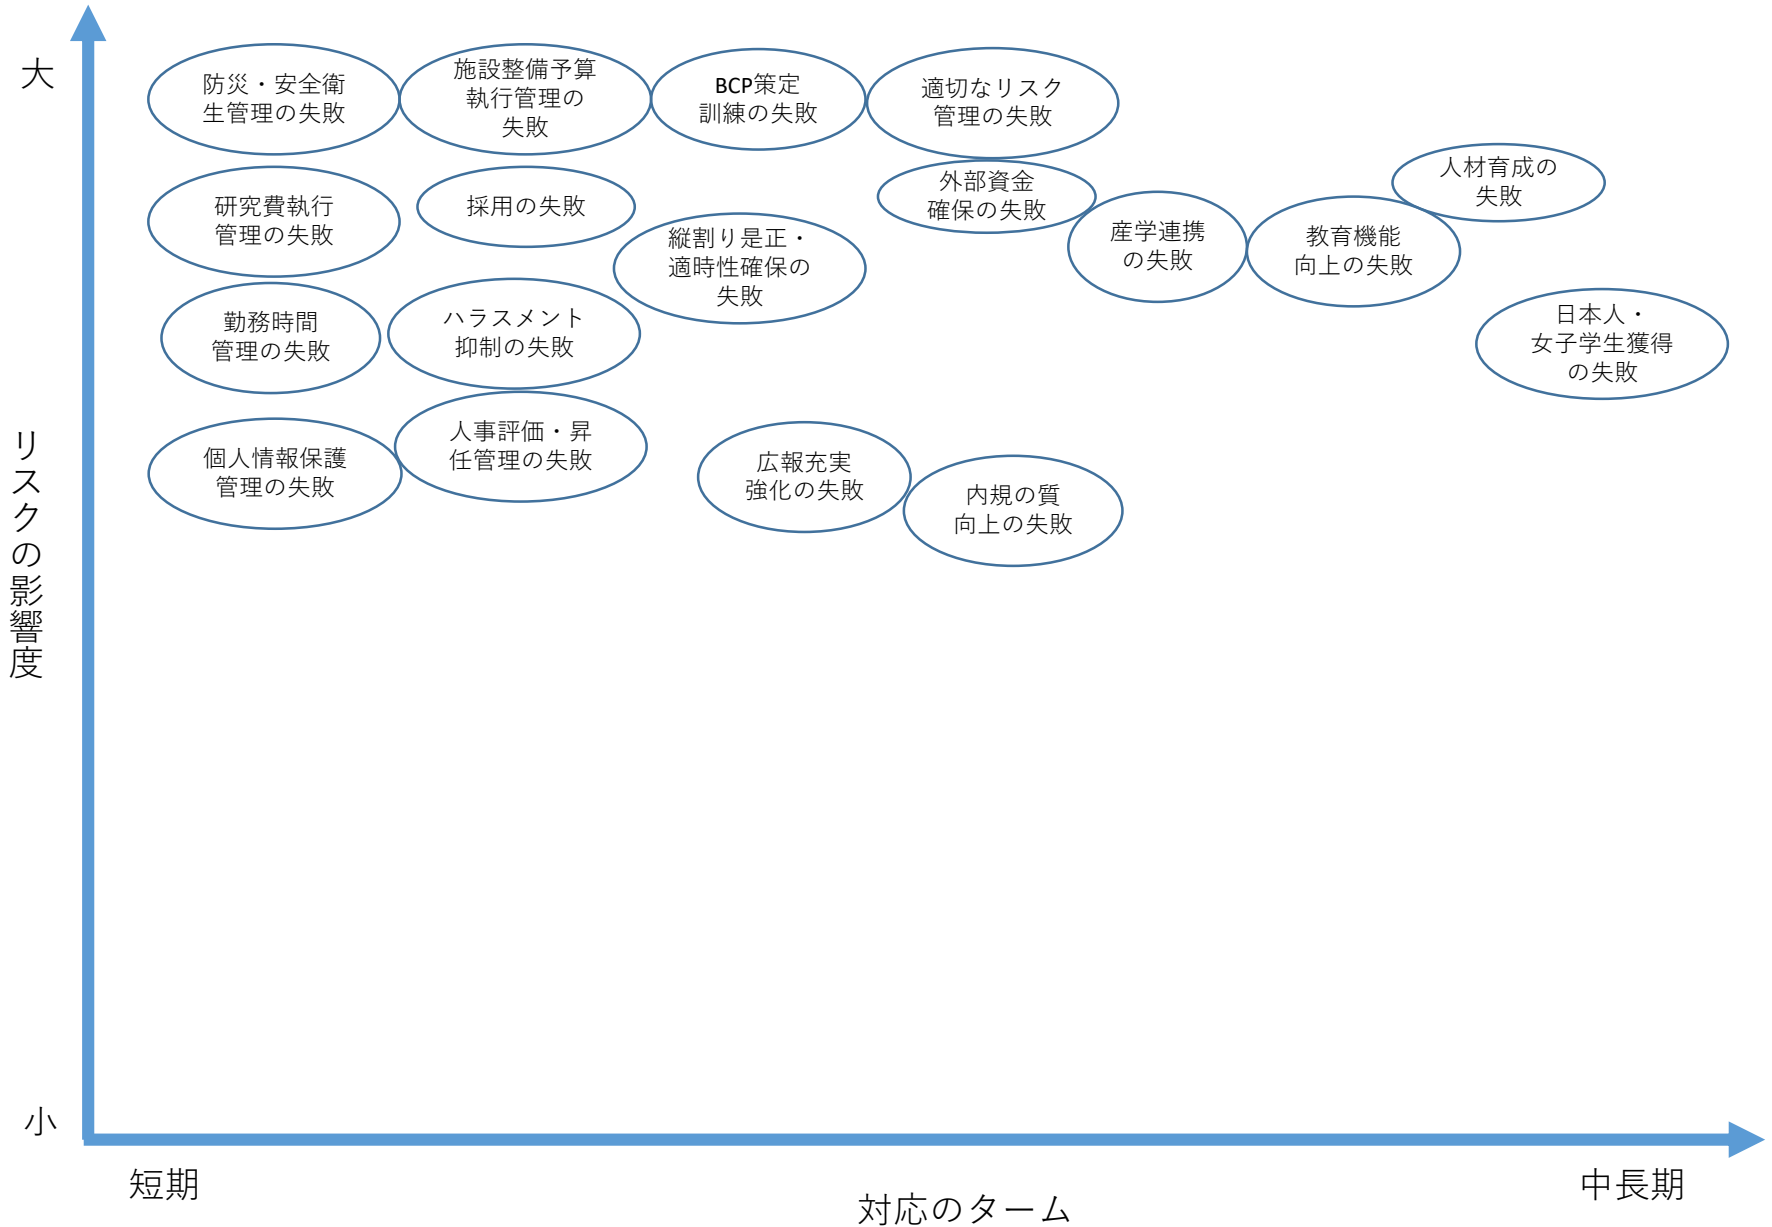 大
防災・安全衛
生管理の失敗
施設整備予算
執行管理の
失敗
BCP策定
訓練の失敗
適切なリスク
管理の失敗
研究費執行
管理の失敗
採用の失敗
縦割り是正・
適時性確保の
失敗
外部資金
確保の失敗
産学連携
の失敗
教育機能
向上の失敗
人材育成の
失敗
勤務時間
管理の失敗
ハラスメント
抑制の失敗
日本人・
女子学生獲得
の失敗
個人情報保護
管理の失敗
人事評価・昇
任管理の失敗
広報充実
強化の失敗
内規の質
向上の失敗
リスクの影響度
小
短期
対応のターム
中長期